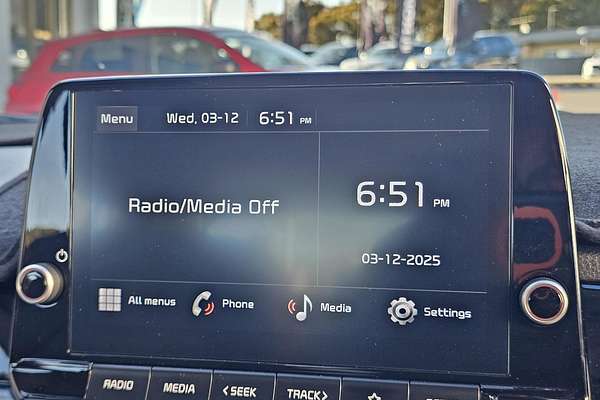 Menu Wed, 03-12 6:51 PM
Radio/Media Off
6:51 PM
03-12-2025
All menus Phone Media Settings
RADIO MEDIA <SEEK TRACK>